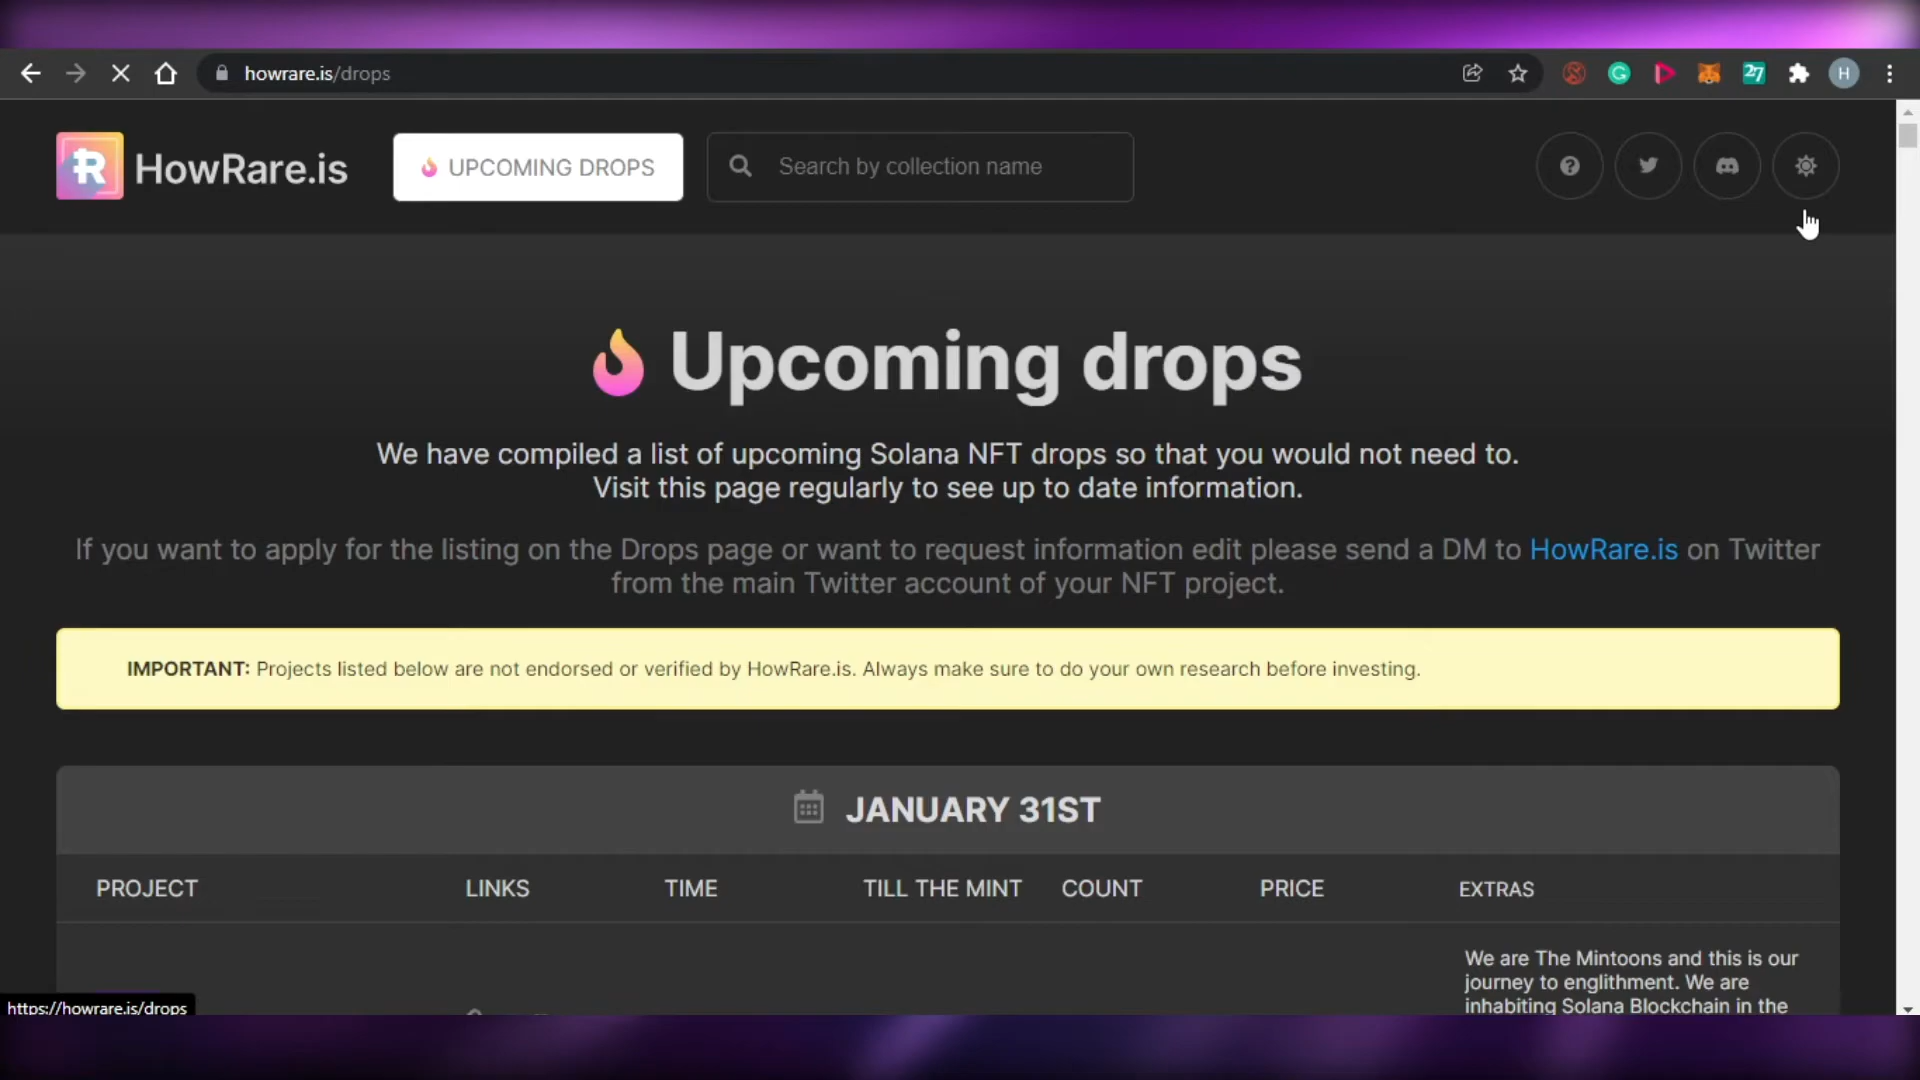 howrare.is/drops
27
H
R
HowRare.is
UPCOMING DROPS
Search by collection name
Upcoming drops
We have compiled a list of upcoming Solana NFT drops so that you would not need to.
Visit this page regularly to see up to date information.
If you want to apply for the listing on the Drops page or want to request information edit please send a DM to HowRare.is on Twitter
from the main Twitter account of your NFT project.
IMPORTANT: Projects listed below are not endorsed or verified by HowRare.is. Always make sure to do your own research before investing.
JANUARY 31ST
PROJECT LINKS TIME TILL THE MINT COUNT PRICE EXTRAS
We are The Mintoons and this is our
journey to englithment. We are
inhabiting Solana Blockchain in the
https://howrare.is/drops